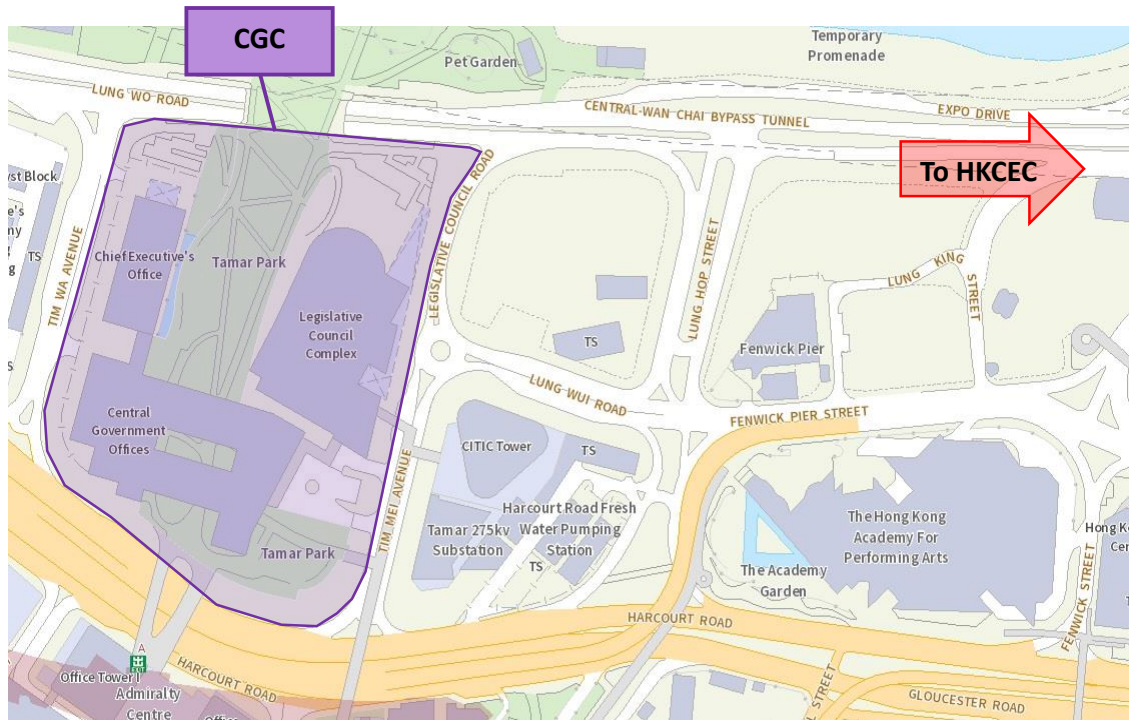 CGC
Temporary
Promenade
Pet Garden
LUNG WO ROAD
CENTRAL-WAN CHAI BYPASS TUNNEL
EXPO DRIVE
To HKCEC
LEGISLATIVE COUNCIL ROAD
TIM WA AVENUE
TS
Chief Executive's
Office
Tamar Park
Legislative
Council
Complex
LUNG HOP STREET
LUNG KING
STREET
TS
Fenwick Pier
LUNG WUI ROAD
FENWICK PIER STREET
Central
Government
Offices
CITIC Tower
TS
TIM MEI AVENUE
Tamar 275kv
Substation
Harcourt Road Fresh
Water Pumping
Station
TS
The Hong Kong
Academy For
Performing Arts
The Academy
Garden
FENWICK STREET
Tamar Park
HARCOURT ROAD
HARCOURT ROAD
GLOUCESTER ROAD
A
Office Tower I
Admiralty
Centre